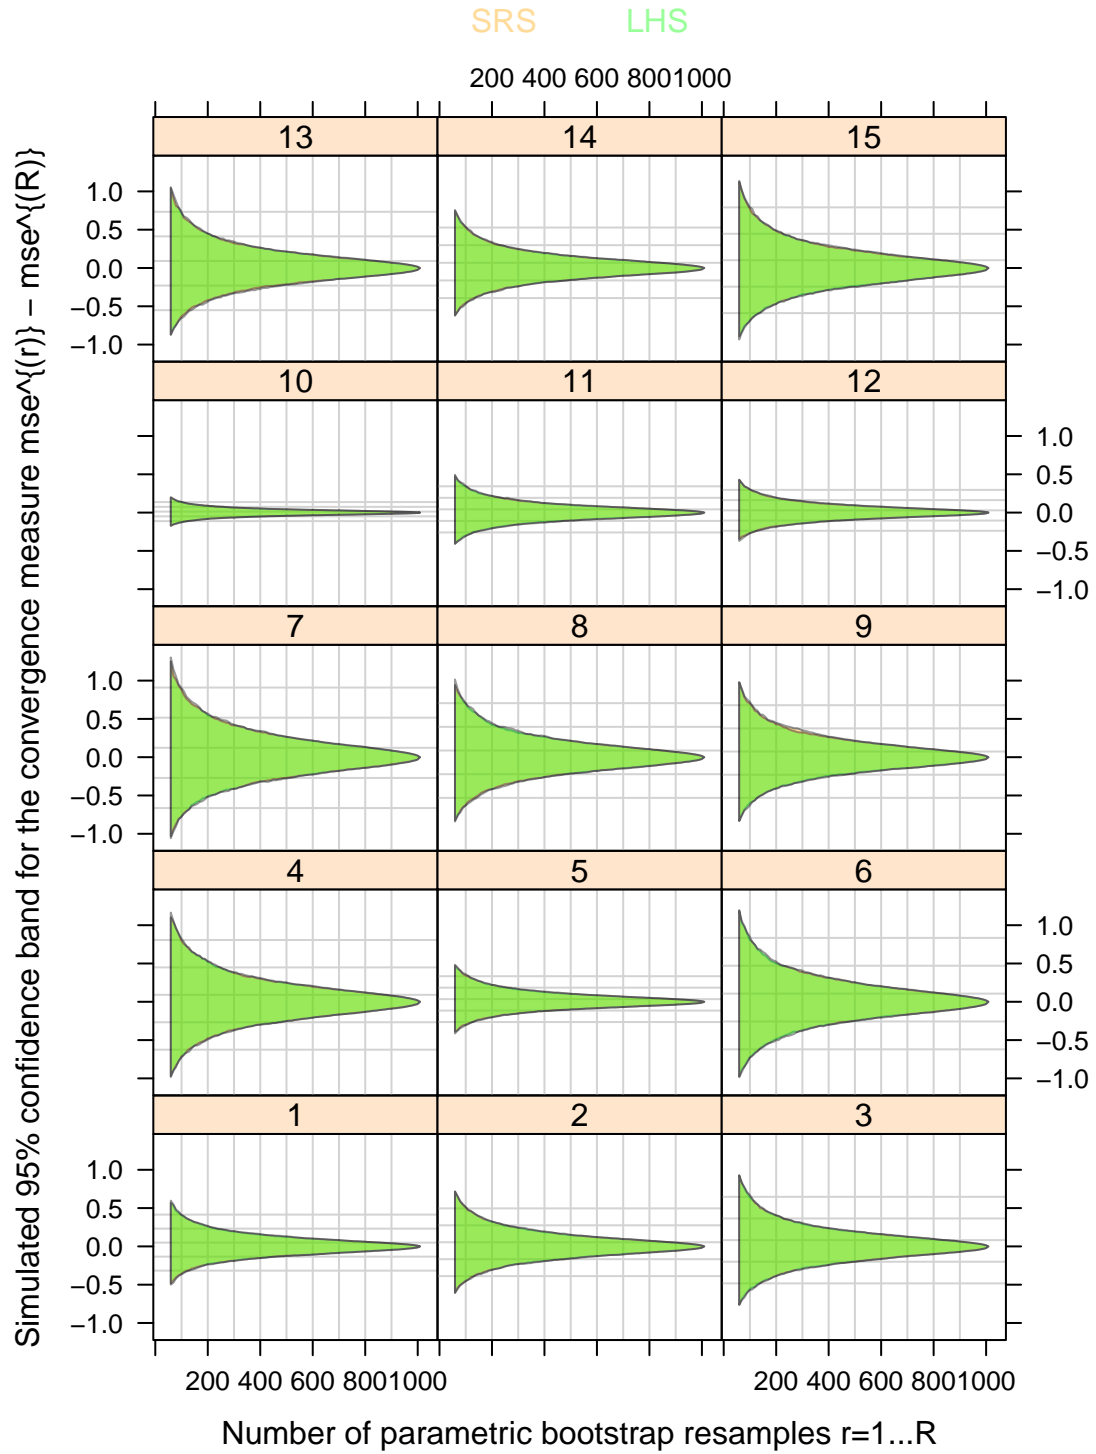 SRS LHS
200 400 600 8001000
13 14 15
1.0
0.5
0.0
−0.5
−1.0
10 11 12
1.0
0.5
0.0
−0.5
−1.0
7 8 9
1.0
0.5
0.0
−0.5
−1.0
4 5 6
1.0
0.5
0.0
−0.5
−1.0
1 2 3
1.0
0.5
0.0
−0.5
−1.0
200 400 600 8001000 200 400 600 8001000
Number of parametric bootstrap resamples r=1...R
Simulated 95% confidence band for the convergence measure mse^{(r)} − mse^{(R)}